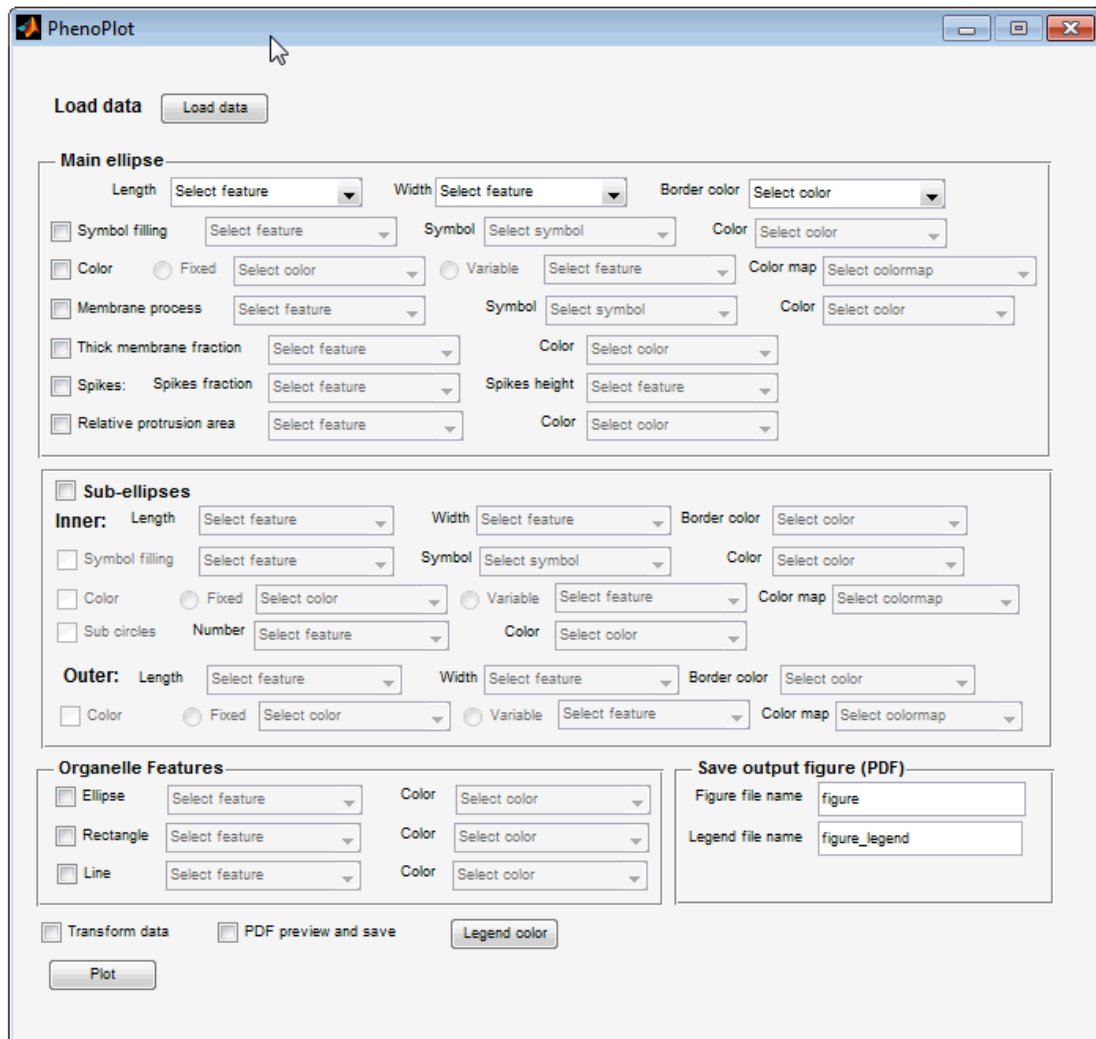 PhenoPlot
Load data Load data
Main ellipse
Length Select feature Width Select feature Border color Select color
Symbol filling Select feature Symbol Select symbol Color Select color
Color Fixed Select color Variable Select feature Color map Select colormap
Membrane process Select feature Symbol Select symbol Color Select color
Thick membrane fraction Select feature Color Select color
Spikes: Spikes fraction Select feature Spikes height Select feature
Relative protrusion area Select feature Color Select color
Sub-ellipses
Inner: Length Select feature Width Select feature Border color Select color
Symbol filling Select feature Symbol Select symbol Color Select color
Color Fixed Select color Variable Select feature Color map Select colormap
Sub circles Number Select feature Color Select color
Outer: Length Select feature Width Select feature Border color Select color
Color Fixed Select color Variable Select feature Color map Select colormap
Organelle Features
Ellipse Select feature Color Select color
Rectangle Select feature Color Select color
Line Select feature Color Select color
Save output figure (PDF)
Figure file name figure
Legend file name figure_legend
Transform data PDF preview and save Legend color
Plot